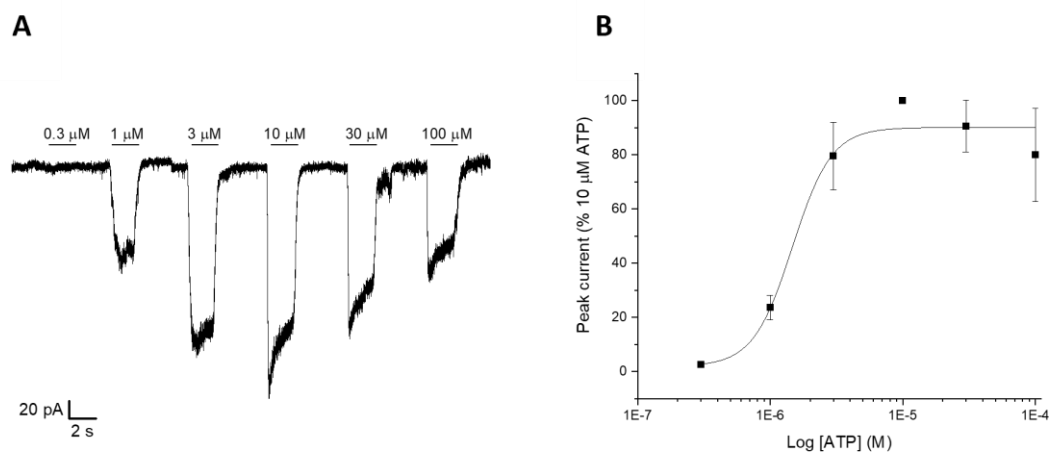 A
B
0.3 µM 1 µM 3 µM 10 µM 30 µM 100 µM
20 pA
2 s
Peak current (% 10 µM ATP)
100
80
60
40
20
0
1E-7 1E-6 1E-5 1E-4
Log [ATP] (M)